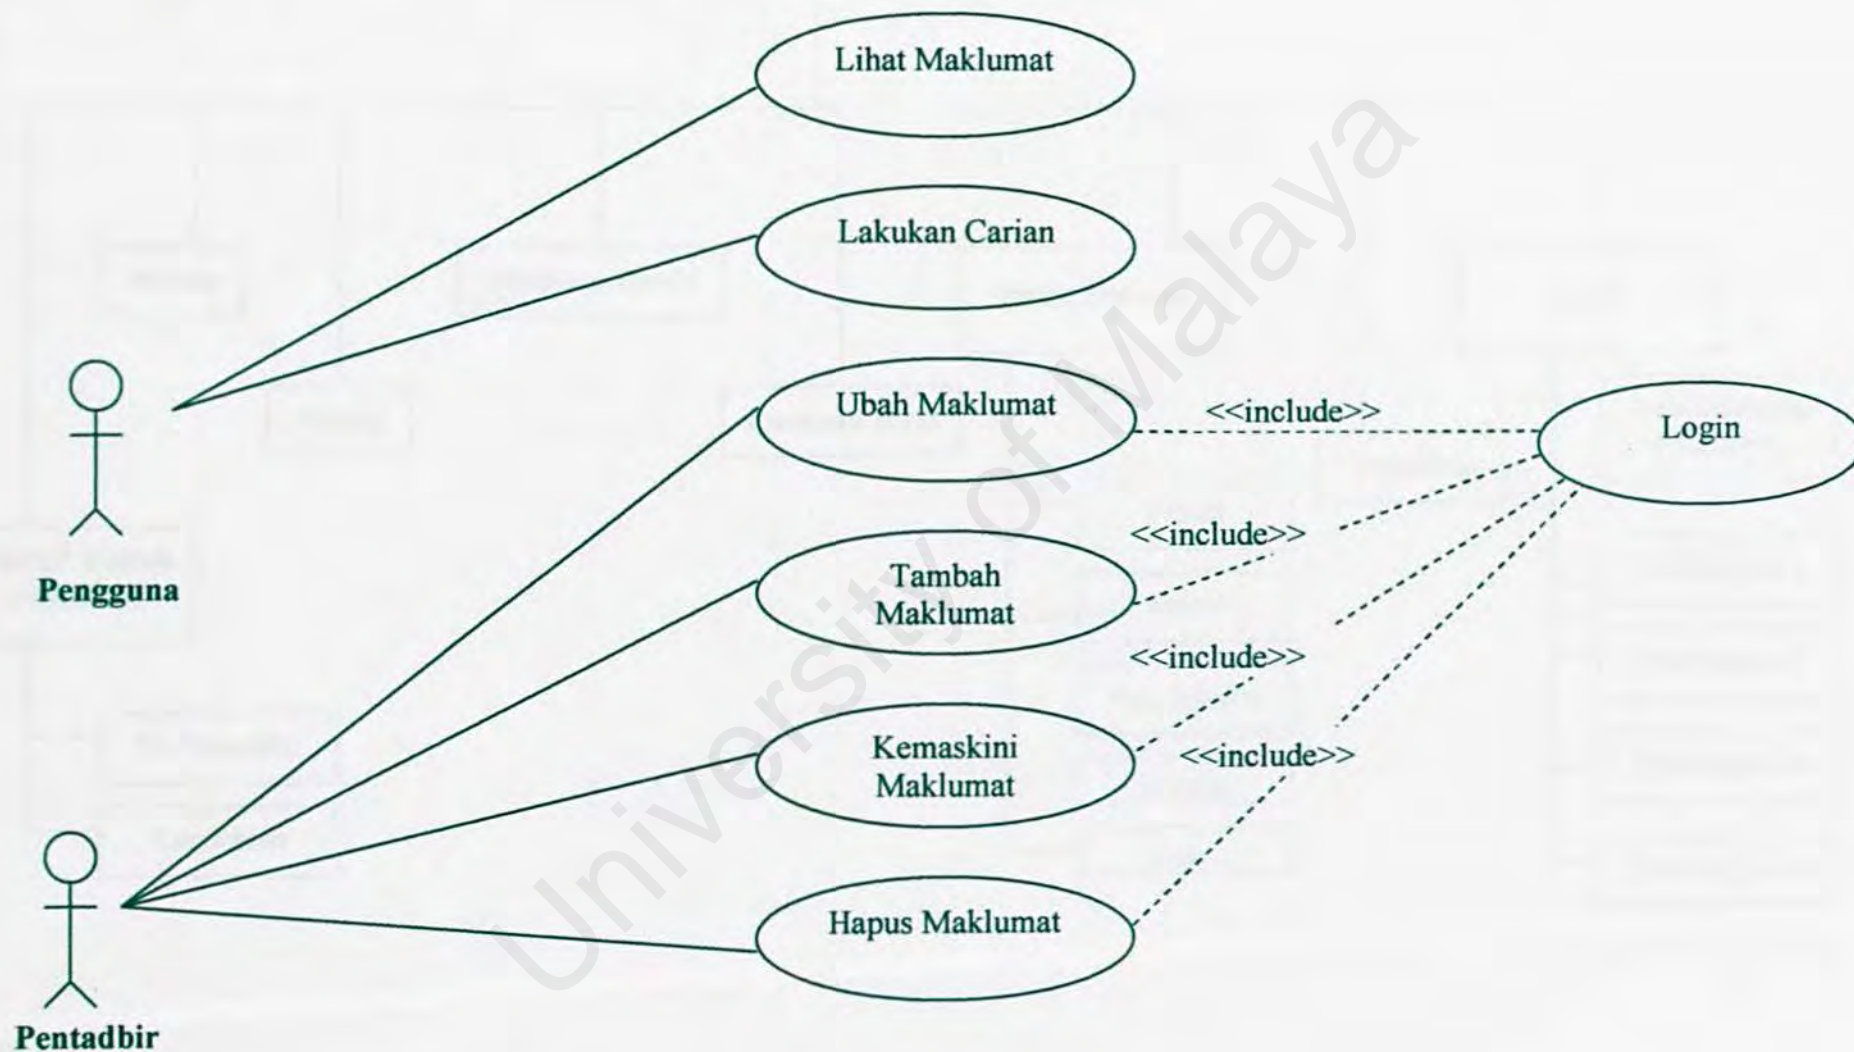 Lihat Maklumat
Lakukan Carian
Ubah Maklumat
<<include>>
Login
<<include>>
Tambah
Maklumat
Pengguna
<<include>>
Kemaskini
Maklumat
<<include>>
Hapus Maklumat
Pentadbir
University of Malaya